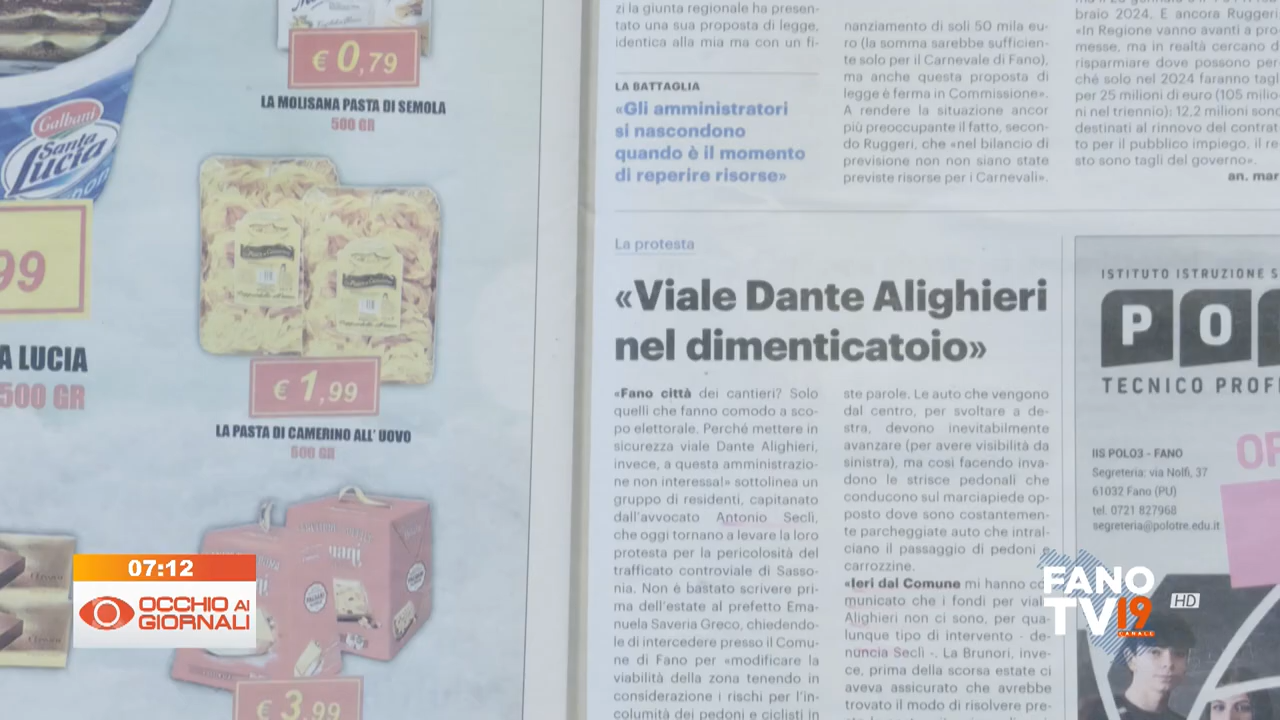 € 0,79
LA MOLISANA PASTA DI SEMOLA
500 GR
Galbani
Santa
Lucia
99
A LUCIA
500 GR
€ 1,99
LA PASTA DI CAMERINO ALL' UOVO
€ 3,99
07:12
OCCHIO AI
GIORNALI
zi la giunta regionale ha presen-
tato una sua proposta di legge,
identica alla mia ma con un fi-
LA BATTAGLIA
«Gli amministratori
si nascondono
quando è il momento
di reperire risorse»
nanziamento di soli 50 mila eu-
ro (la somma sarebbe sufficien-
te solo per il Carnevale di Fano),
ma anche questa proposta di
legge è ferma in Commissione».
A rendere la situazione ancor
più preoccupante il fatto, secon-
do Ruggeri, che «nel bilancio di
previsione non non siano state
previste risorse per i Carnevali».
braio 2024. E ancora Ruggeri
«In Regione vanno avanti a pro-
messe, ma in realtà cercano d
risparmiare dove possono per-
ché solo nel 2024 faranno tagl
per 25 milioni di euro (105 milio
ni nel triennio): 12,2 milioni sono
destinati al rinnovo del contrat
to per il pubblico impiego, il re
sto sono tagli del governo».
an. mar
La protesta
«Viale Dante Alighieri
nel dimenticatoio»
«Fano città dei cantieri? Solo
quelli che fanno comodo a sco-
po elettorale. Perché mettere in
sicurezza viale Dante Alighieri,
invece, a questa amministrazio-
ne non interessa!» sottolinea un
gruppo di residenti, capitanato
dall'avvocato Antonio Seclì,
che oggi tornano a levare la loro
protesta per la pericolosità del
trafficato controviale di Sasso-
nia. Non è bastato scrivere pri-
ma dell'estate al prefetto Ema-
nuela Saveria Greco, chiedendo-
le di intercedere presso il Comu-
ne di Fano per «modificare la
viabilità della zona tenendo in
considerazione i rischi per l'in-
columità dei pedoni e ciclisti in
ste parole. Le auto che vengono
dal centro, per svoltare a de-
stra, devono inevitabilmente
avanzare (per avere visibilità da
sinistra), ma così facendo inva-
dono le strisce pedonali che
conducono sul marciapiede op-
posto dove sono costantemen-
te parcheggiate auto che intral-
ciano il passaggio di pedoni e
carrozzine.
«Ieri dal Comune mi hanno co
municato che i fondi per vial
Alighieri non ci sono, per qua-
lunque tipo di intervento - de-
nuncia Seclì -. La Brunori, inve-
ce, prima della scorsa estate ci
aveva assicurato che avrebbe
trovato il modo di risolvere pre-
ISTITUTO ISTRUZIONE S
PO
TECNICO PROFE
IIS POLO3 - FANO
Segreteria: via Nolfi, 37
61032 Fano (PU)
tel. 0721 827968
segreteria@polotre.edu.it
OP
FANO
TV 19
CANALE
HD